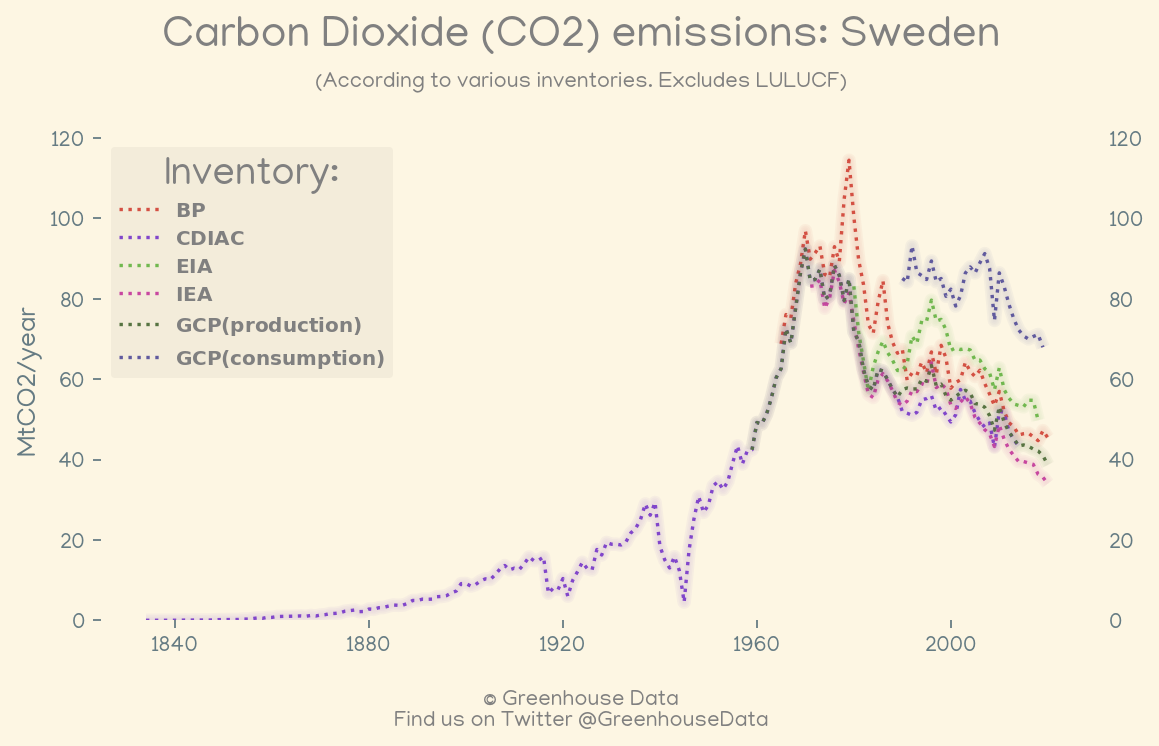 Carbon Dioxide (CO2) emissions: Sweden
(According to various inventories. Excludes LULUCF)
120
100
80
60
40
20
0
MtCO2/year
Inventory:
BP
CDIAC
EIA
IEA
GCP(production)
GCP(consumption)
120
100
80
60
40
20
0
1840 1880 1920 1960 2000
© Greenhouse Data
Find us on Twitter @GreenhouseData